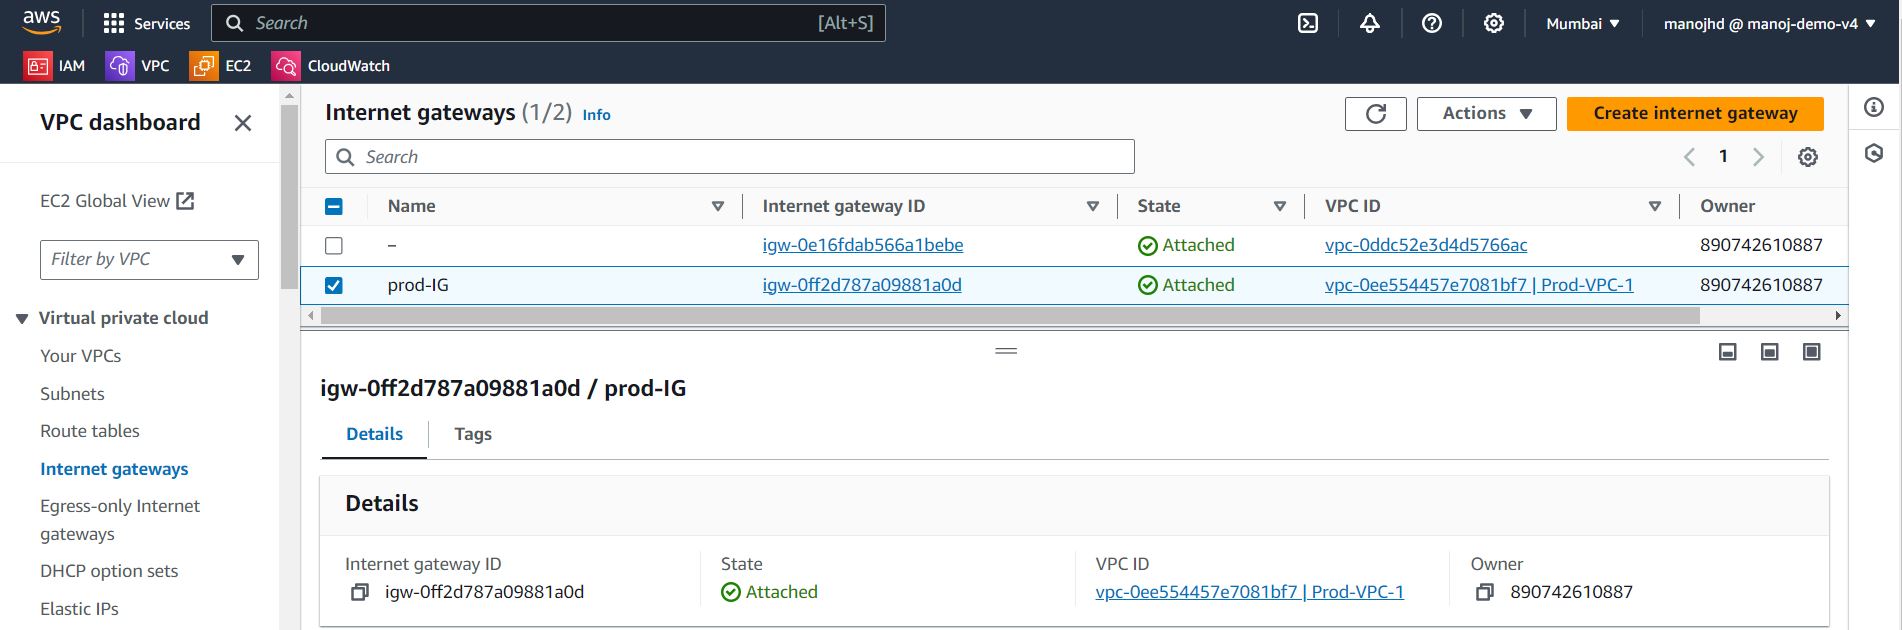 aws
Services
Search
[Alt+S]
Mumbai
manojhd @ manoj-demo-v4
IAM
VPC
EC2
CloudWatch
VPC dashboard
EC2 Global View
Filter by VPC
Virtual private cloud
Your VPCs
Subnets
Route tables
Internet gateways
Egress-only Internet
gateways
DHCP option sets
Elastic IPs
Internet gateways (1/2) Info
Actions
Create internet gateway
Search
1
Name Internet gateway ID State VPC ID Owner
– igw-0e16fdab566a1bebe Attached vpc-0ddc52e3d4d5766ac 890742610887
prod-IG igw-0ff2d787a09881a0d Attached vpc-0ee554457e7081bf7 | Prod-VPC-1 890742610887
igw-0ff2d787a09881a0d / prod-IG
Details Tags
Details
Internet gateway ID State VPC ID Owner
igw-0ff2d787a09881a0d Attached vpc-0ee554457e7081bf7 | Prod-VPC-1 890742610887